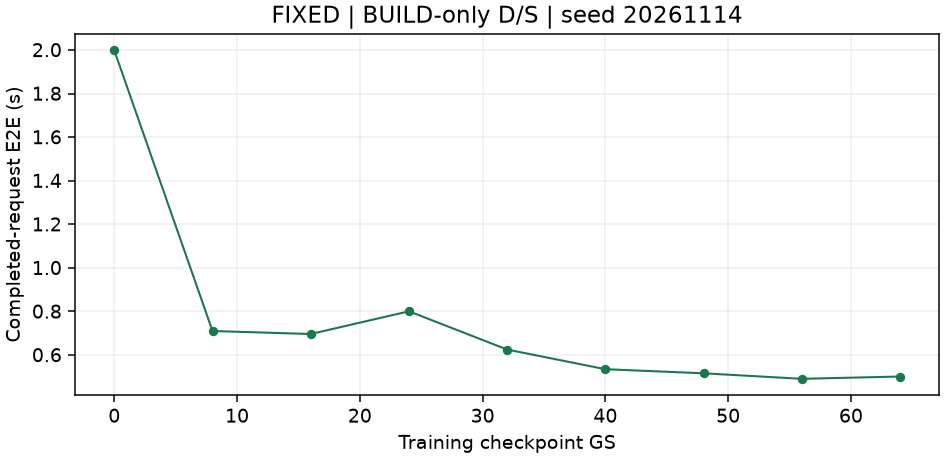 FIXED | BUILD-only D/S | seed 20261114
Completed-request E2E (s)
2.0
1.8
1.6
1.4
1.2
1.0
0.8
0.6
0 10 20 30 40 50 60
Training checkpoint GS